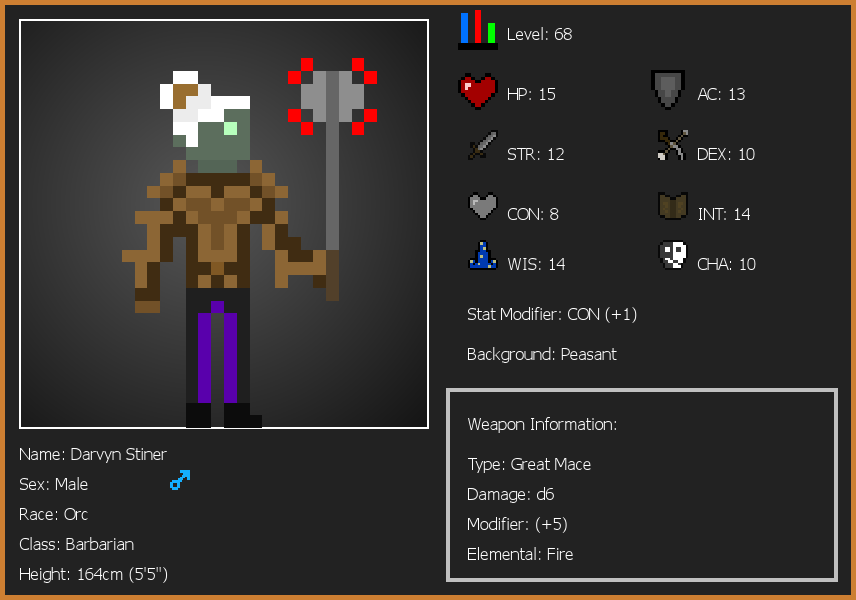 Level: 68
HP: 15
AC: 13
STR: 12
DEX: 10
CON: 8
INT: 14
WIS: 14
CHA: 10
Stat Modifier: CON (+1)
Background: Peasant
Weapon Information:
Type: Great Mace
Damage: d6
Modifier: (+5)
Elemental: Fire
Name: Darvyn Stiner
Sex: Male
Race: Orc
Class: Barbarian
Height: 164cm (5'5")